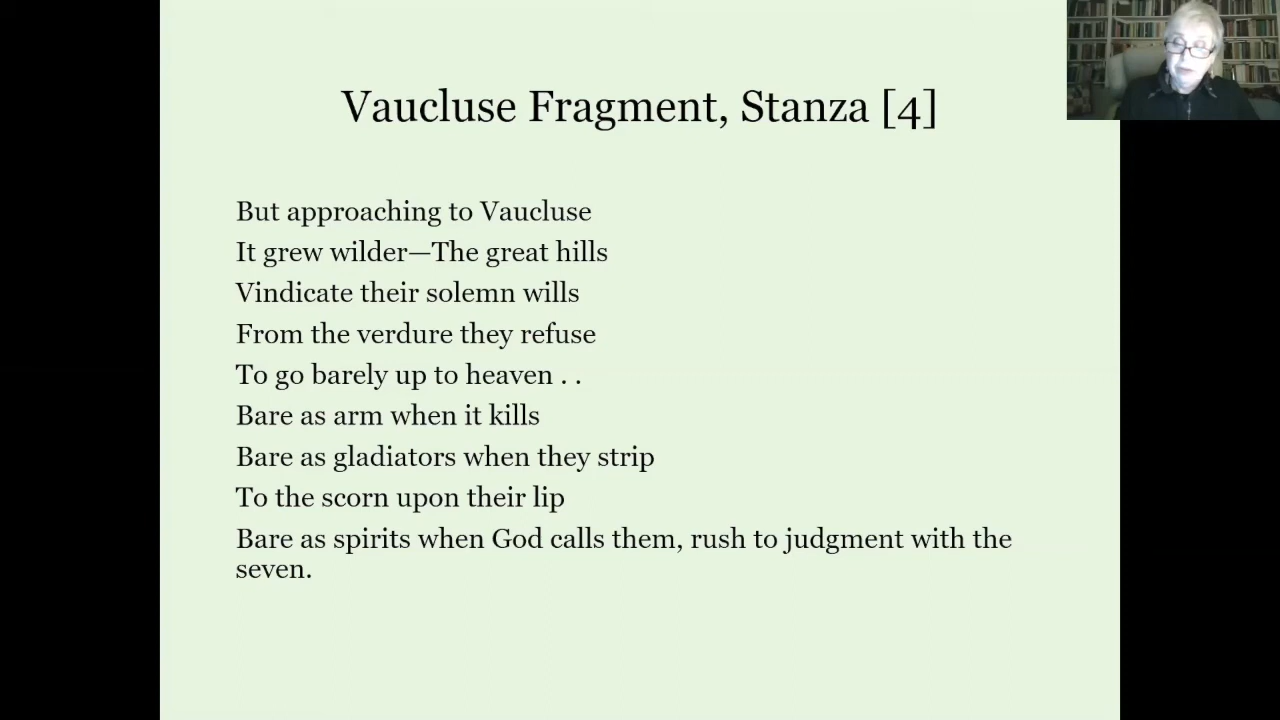 Vaucluse Fragment, Stanza [4]
But approaching to Vaucluse
It grew wilder—The great hills
Vindicate their solemn wills
From the verdure they refuse
To go barely up to heaven . .
Bare as arm when it kills
Bare as gladiators when they strip
To the scorn upon their lip
Bare as spirits when God calls them, rush to judgment with the
seven.